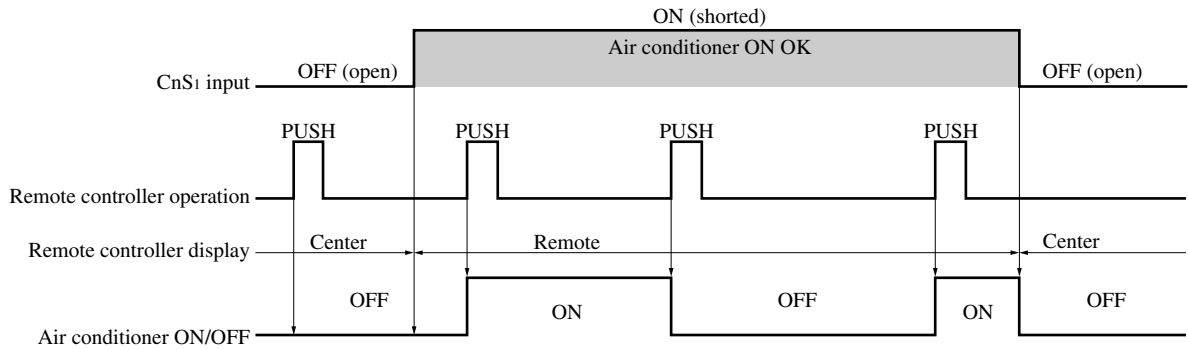 ON (shorted)
Air conditioner ON OK
OFF (open)
OFF (open)
CnS1 input
PUSH
PUSH
PUSH
PUSH
Remote controller operation
Remote controller display
Center
Remote
Center
OFF
ON
OFF
ON
OFF
Air conditioner ON/OFF